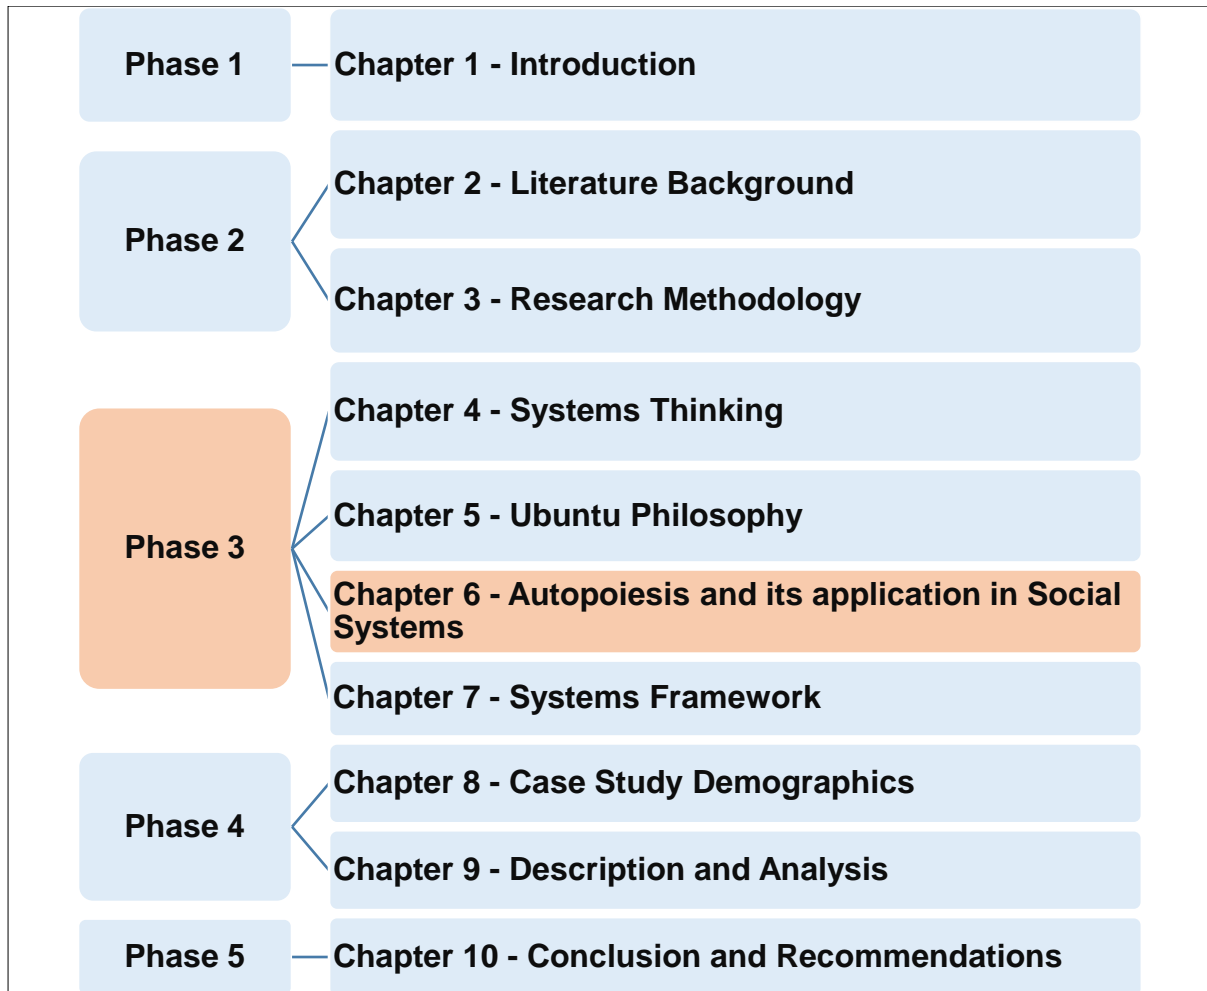 Phase 1
Chapter 1 - Introduction
Phase 2
Chapter 2 - Literature Background
Chapter 3 - Research Methodology
Phase 3
Chapter 4 - Systems Thinking
Chapter 5 - Ubuntu Philosophy
Chapter 6 - Autopoiesis and its application in Social
Systems
Chapter 7 - Systems Framework
Phase 4
Chapter 8 - Case Study Demographics
Chapter 9 - Description and Analysis
Phase 5
Chapter 10 - Conclusion and Recommendations